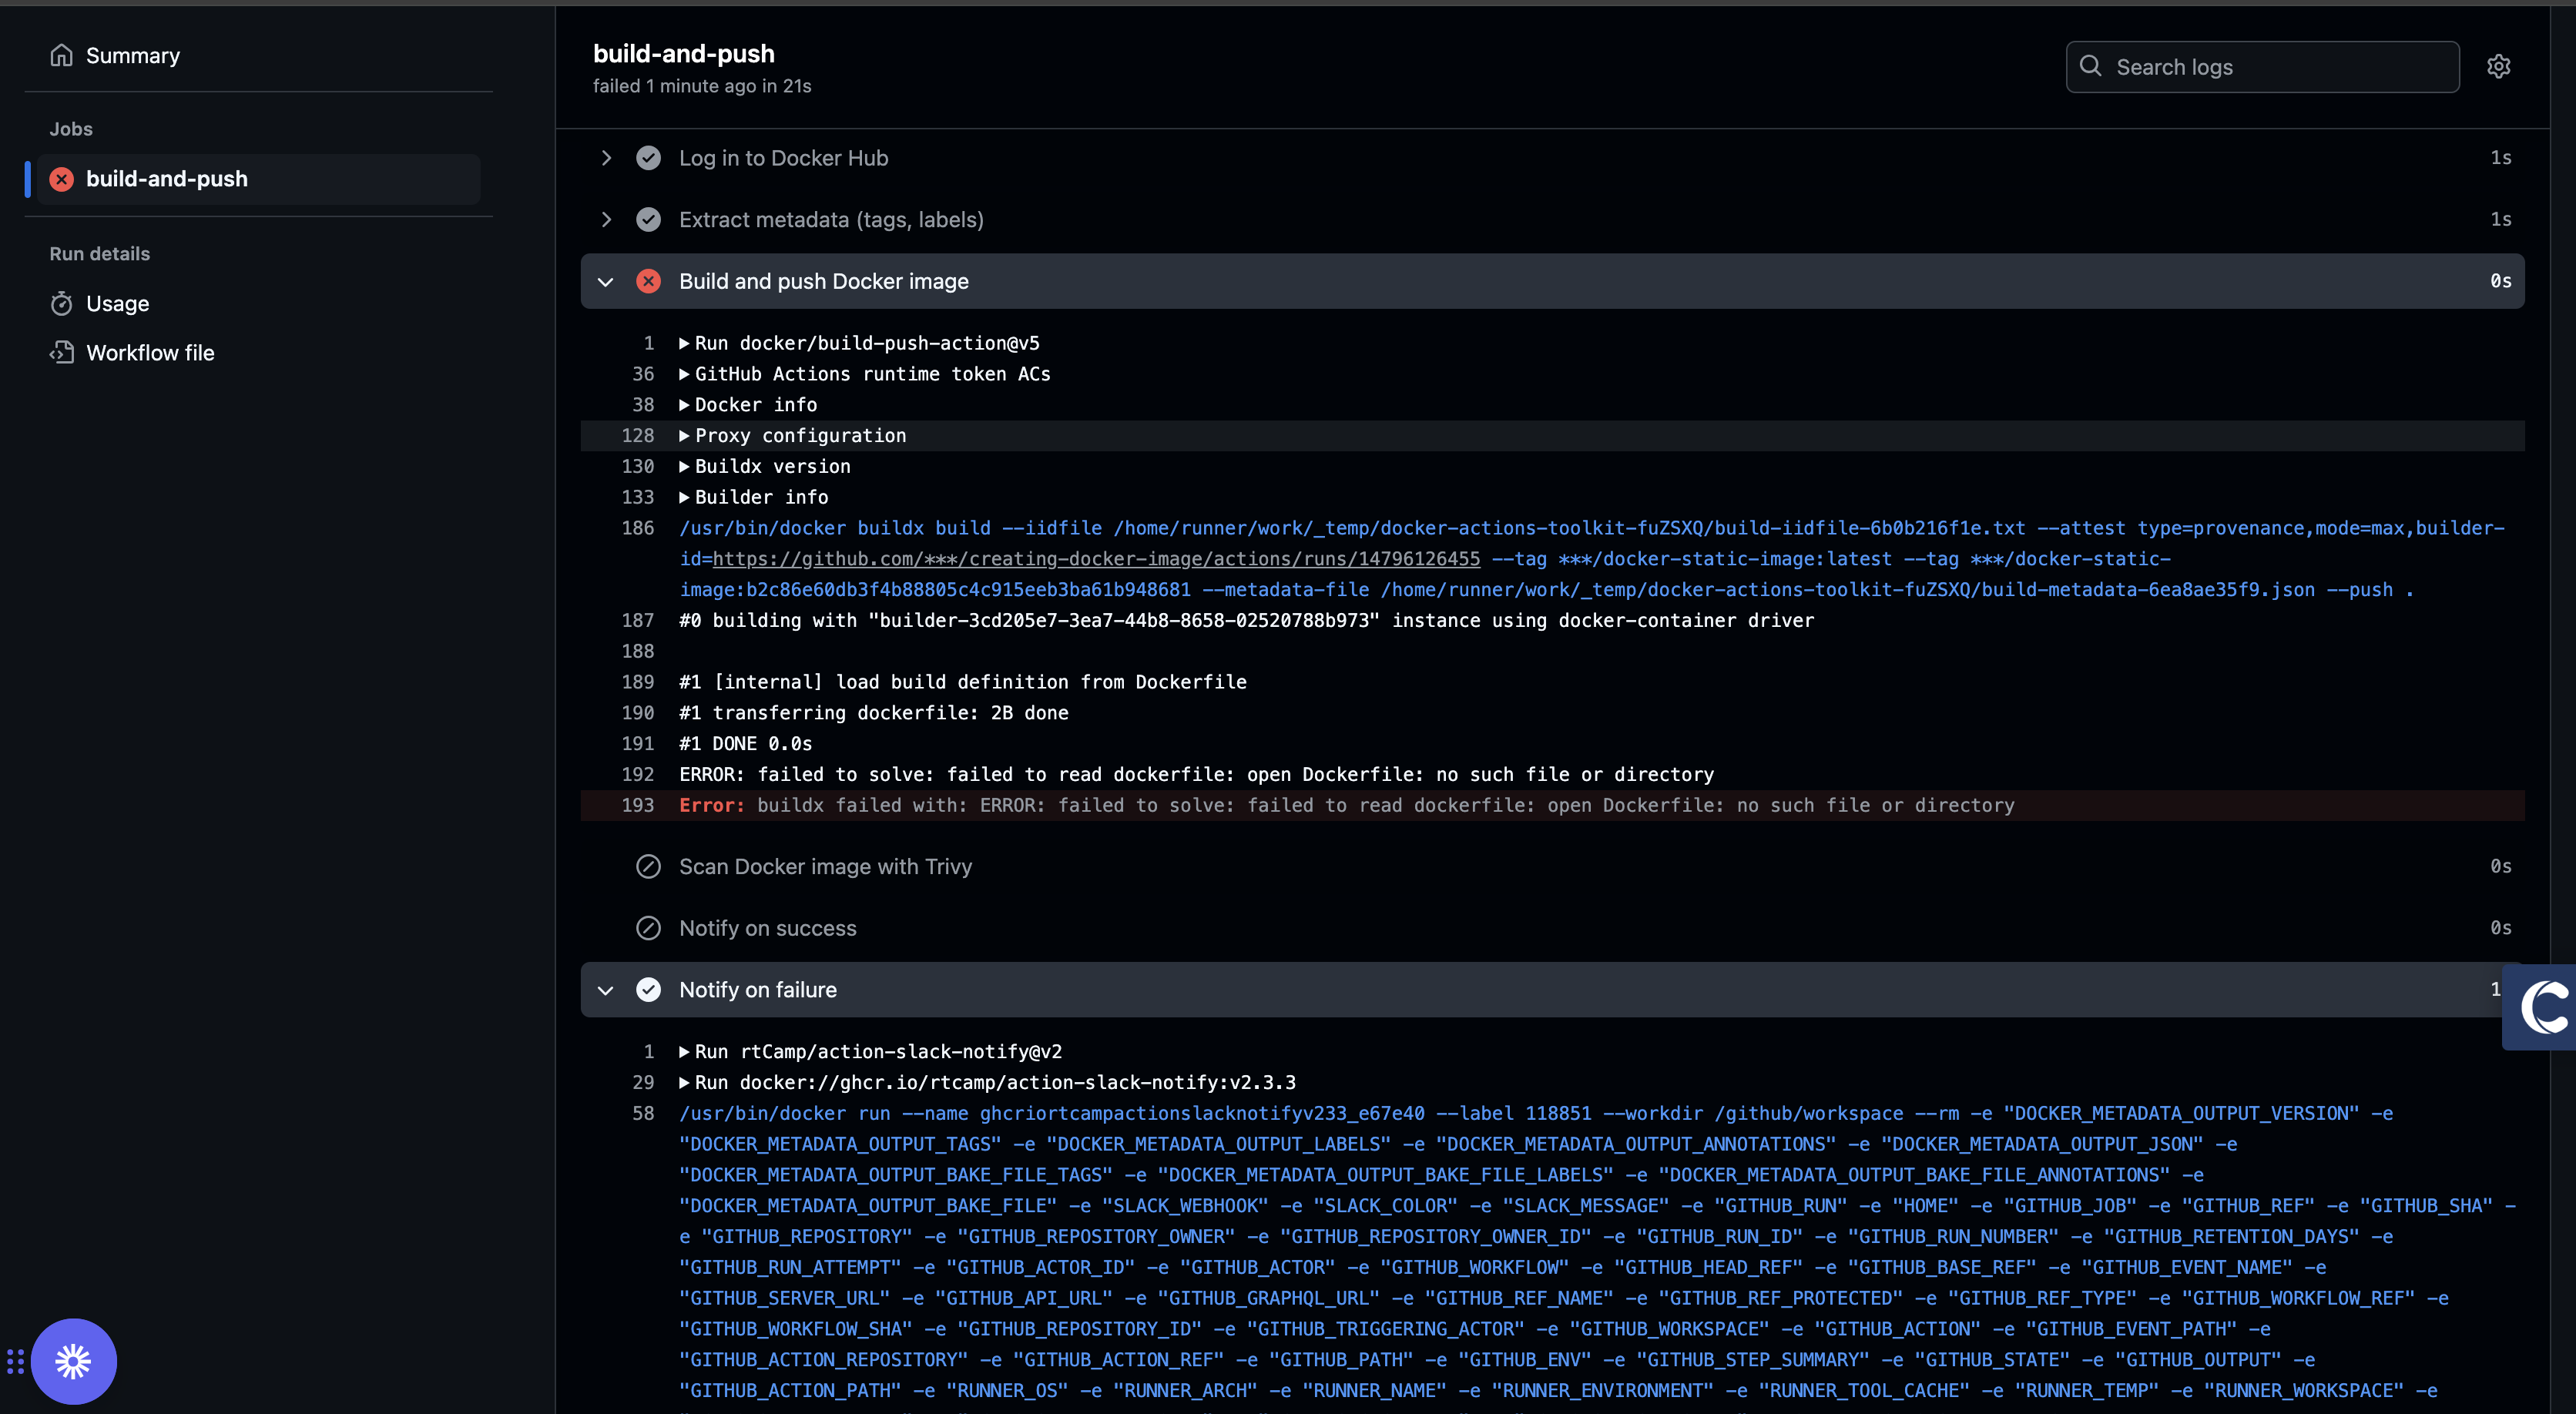 Summary
Jobs
build-and-push
Run details
Usage
Workflow file
build-and-push
failed 1 minute ago in 21s
Search logs
Log in to Docker Hub 1s
Extract metadata (tags, labels) 1s
Build and push Docker image 0s
1 Run docker/build-push-action@v5
36 GitHub Actions runtime token ACs
38 Docker info
128 Proxy configuration
130 Buildx version
133 Builder info
186 /usr/bin/docker buildx build --iidfile /home/runner/work/_temp/docker-actions-toolkit-fuZSXQ/build-iidfile-6b0b216f1e.txt --attest type=provenance,mode=max,builder-
id=https://github.com/***/creating-docker-image/actions/runs/14796126455 --tag ***/docker-static-image:latest --tag ***/docker-static-
image:b2c86e60db3f4b88805c4c915eeb3ba61b948681 --metadata-file /home/runner/work/_temp/docker-actions-toolkit-fuZSXQ/build-metadata-6ea8ae35f9.json --push .
187 #0 building with "builder-3cd205e7-3ea7-44b8-8658-02520788b973" instance using docker-container driver
188
189 #1 [internal] load build definition from Dockerfile
190 #1 transferring dockerfile: 2B done
191 #1 DONE 0.0s
192 ERROR: failed to solve: failed to read dockerfile: open Dockerfile: no such file or directory
193 Error: buildx failed with: ERROR: failed to solve: failed to read dockerfile: open Dockerfile: no such file or directory
Scan Docker image with Trivy 0s
Notify on success 0s
Notify on failure 1
1 Run rtCamp/action-slack-notify@v2
29 Run docker://ghcr.io/rtcamp/action-slack-notify:v2.3.3
58 /usr/bin/docker run --name ghcriortcampactionslacknotifyv233_e67e40 --label 118851 --workdir /github/workspace --rm -e "DOCKER_METADATA_OUTPUT_VERSION" -e
"DOCKER_METADATA_OUTPUT_TAGS" -e "DOCKER_METADATA_OUTPUT_LABELS" -e "DOCKER_METADATA_OUTPUT_ANNOTATIONS" -e "DOCKER_METADATA_OUTPUT_JSON" -e
"DOCKER_METADATA_OUTPUT_BAKE_FILE_TAGS" -e "DOCKER_METADATA_OUTPUT_BAKE_FILE_LABELS" -e "DOCKER_METADATA_OUTPUT_BAKE_FILE_ANNOTATIONS" -e
"DOCKER_METADATA_OUTPUT_BAKE_FILE" -e "SLACK_WEBHOOK" -e "SLACK_COLOR" -e "SLACK_MESSAGE" -e "GITHUB_RUN" -e "HOME" -e "GITHUB_JOB" -e "GITHUB_REF" -e "GITHUB_SHA" -
e "GITHUB_REPOSITORY" -e "GITHUB_REPOSITORY_OWNER" -e "GITHUB_REPOSITORY_OWNER_ID" -e "GITHUB_RUN_ID" -e "GITHUB_RUN_NUMBER" -e "GITHUB_RETENTION_DAYS" -e
"GITHUB_RUN_ATTEMPT" -e "GITHUB_ACTOR_ID" -e "GITHUB_ACTOR" -e "GITHUB_WORKFLOW" -e "GITHUB_HEAD_REF" -e "GITHUB_BASE_REF" -e "GITHUB_EVENT_NAME" -e
"GITHUB_SERVER_URL" -e "GITHUB_API_URL" -e "GITHUB_GRAPHQL_URL" -e "GITHUB_REF_NAME" -e "GITHUB_REF_PROTECTED" -e "GITHUB_REF_TYPE" -e "GITHUB_WORKFLOW_REF" -e
"GITHUB_WORKFLOW_SHA" -e "GITHUB_REPOSITORY_ID" -e "GITHUB_TRIGGERING_ACTOR" -e "GITHUB_WORKSPACE" -e "GITHUB_ACTION" -e "GITHUB_EVENT_PATH" -e
"GITHUB_ACTION_REPOSITORY" -e "GITHUB_ACTION_REF" -e "GITHUB_PATH" -e "GITHUB_ENV" -e "GITHUB_STEP_SUMMARY" -e "GITHUB_STATE" -e "GITHUB_OUTPUT" -e
"GITHUB_ACTION_PATH" -e "RUNNER_OS" -e "RUNNER_ARCH" -e "RUNNER_NAME" -e "RUNNER_ENVIRONMENT" -e "RUNNER_TOOL_CACHE" -e "RUNNER_TEMP" -e "RUNNER_WORKSPACE" -e